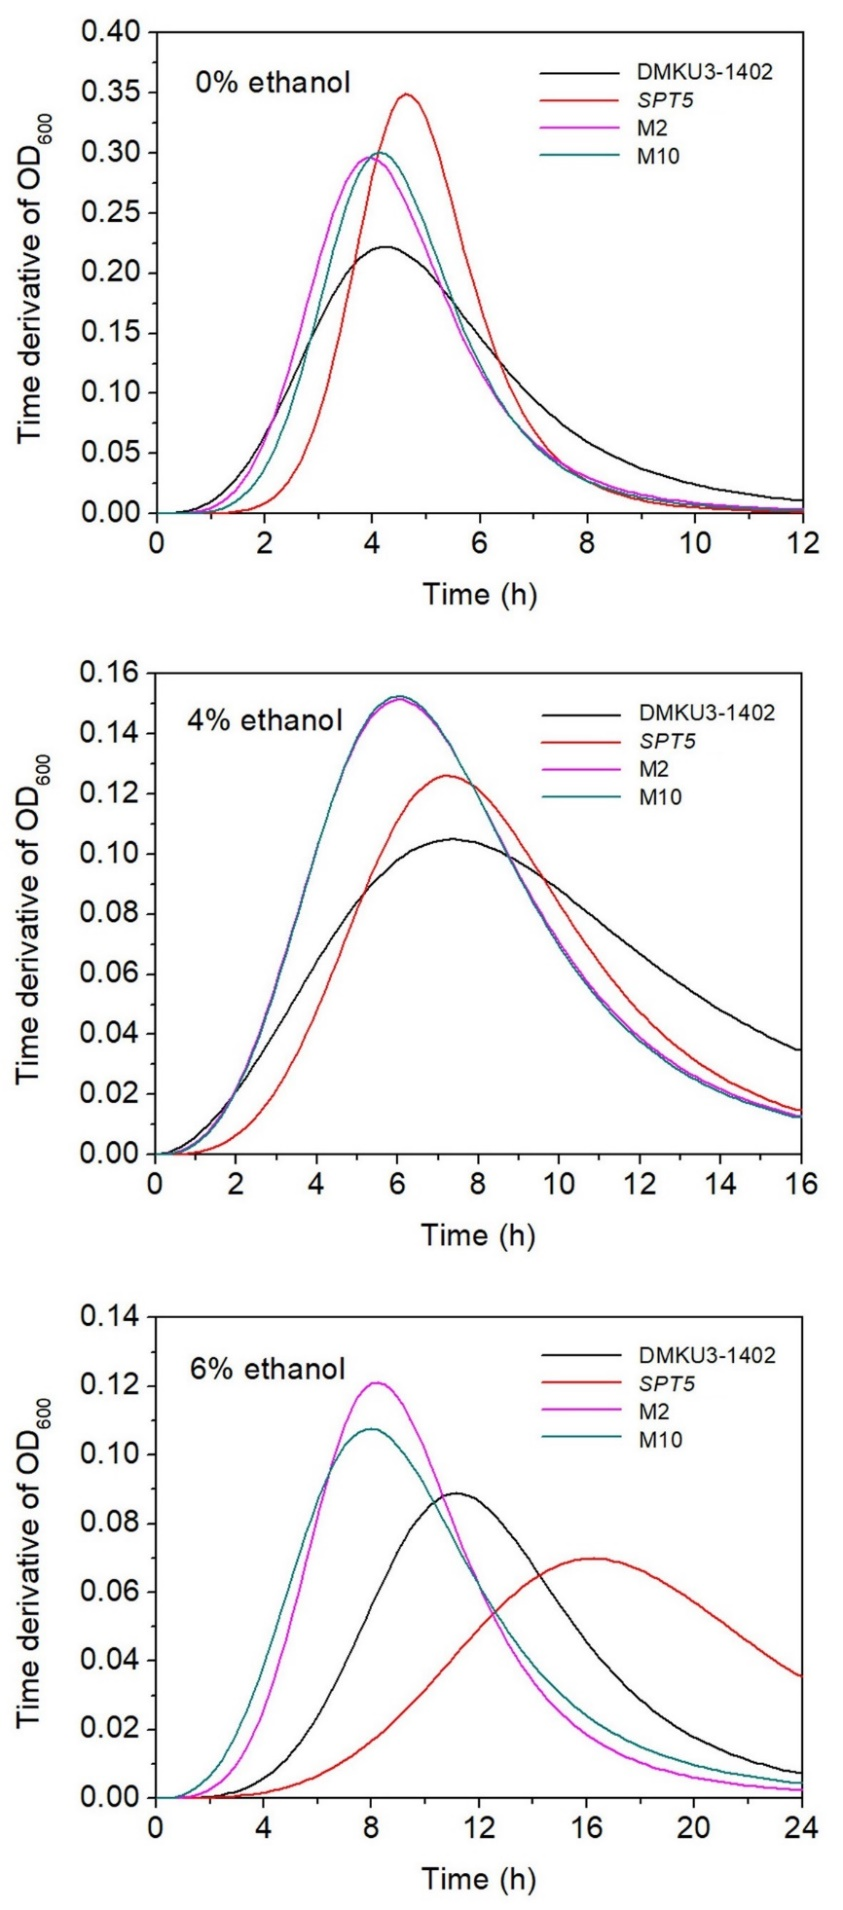 0.40
0.35
0.30
0.25
0.20
0.15
0.10
0.05
0.00
Time derivative of OD600
0% ethanol
DMKU3-1402
SPT5
M2
M10
0 2 4 6 8 10 12
Time (h)
0.16
0.14
0.12
0.10
0.08
0.06
0.04
0.02
0.00
Time derivative of OD600
4% ethanol
DMKU3-1402
SPT5
M2
M10
0 2 4 6 8 10 12 14 16
Time (h)
0.14
0.12
0.10
0.08
0.06
0.04
0.02
0.00
Time derivative of OD600
6% ethanol
DMKU3-1402
SPT5
M2
M10
0 4 8 12 16 20 24
Time (h)